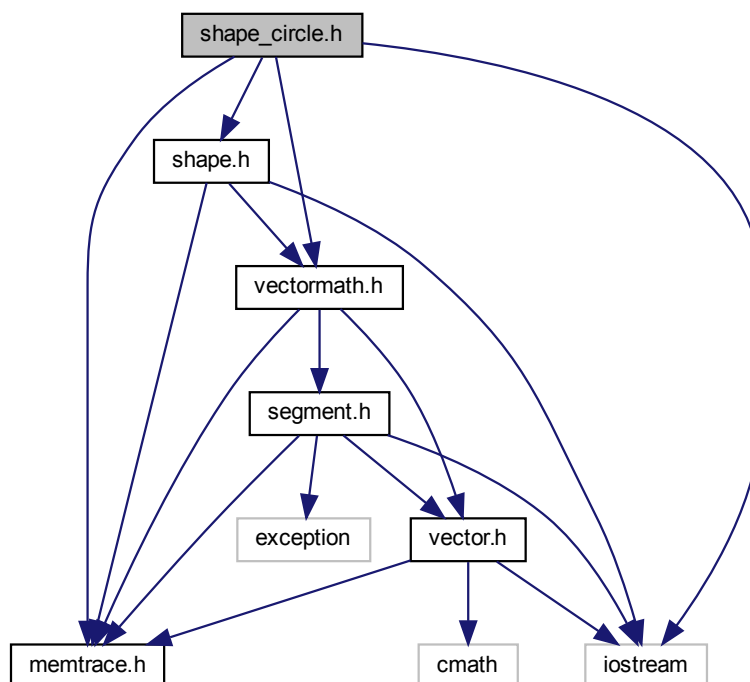 shape_circle.h
shape.h
vectormath.h
segment.h
exception
vector.h
memtrace.h
cmath
iostream